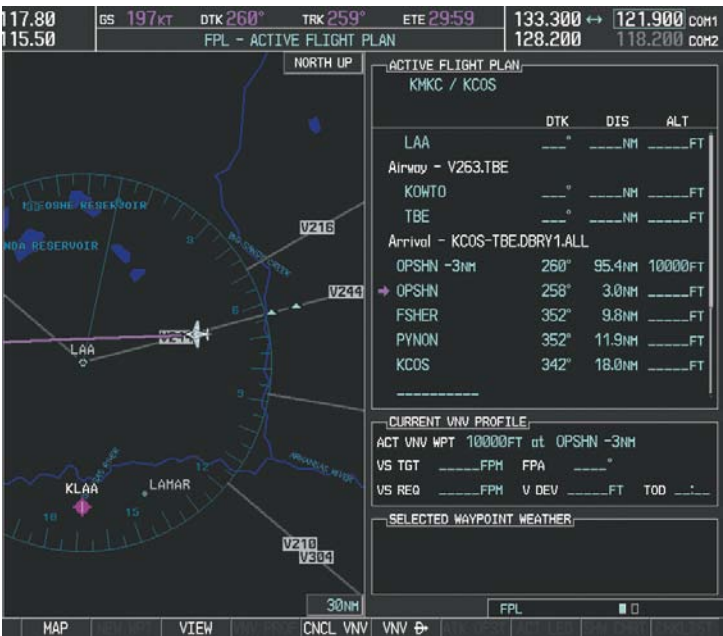 117.80 GS 197KT DTK 260° TRK 259° ETE 29:59 133.300 ↔ 121.900 COM1
115.50 FPL - ACTIVE FLIGHT PLAN 128.200 118.200 COM2
NORTH UP
V216
V244
LAA
KLAA
LAMAR
ARKANSAS RIVER
12
15
18
V210
V304
30NM
ACTIVE FLIGHT PLAN
KMKC / KCOS
DTK DIS ALT
LAA ___° ____NM _____FT
Airway - V263.TBE
KOWTO ___° ____NM _____FT
TBE ___° ____NM _____FT
Arrival - KCOS-TBE.DBRY1.ALL
OPSHN -3NM 260° 95.4NM 10000FT
OPSHN 258° 3.0NM _____FT
FSHER 352° 9.8NM _____FT
PYNON 352° 11.9NM _____FT
KCOS 342° 18.0NM _____FT
__________
CURRENT VNV PROFILE
ACT VNV WPT 10000FT at OPSHN -3NM
VS TGT _____FPM FPA ____°
VS REQ _____FPM V DEV _____FT TOD __:__
SELECTED WAYPOINT WEATHER
FPL
MAP VIEW CNCL VNV VNV